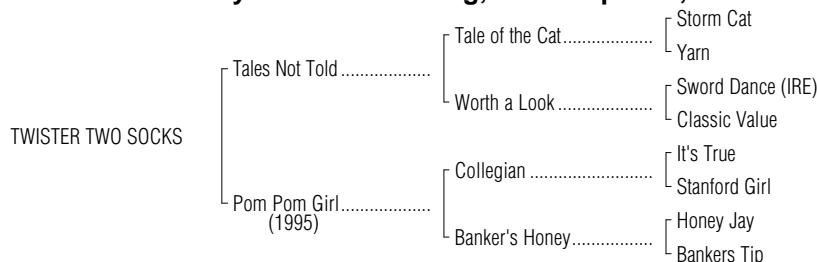 Tale of the Cat..................
Storm Cat
Yarn
Tales Not Told ..................
Worth a Look ..................
Sword Dance (IRE)
Classic Value
TWISTER TWO SOCKS
Collegian ........................
It's True
Stanford Girl
Pom Pom Girl..................
(1995)
Banker's Honey................
Honey Jay
Bankers Tip